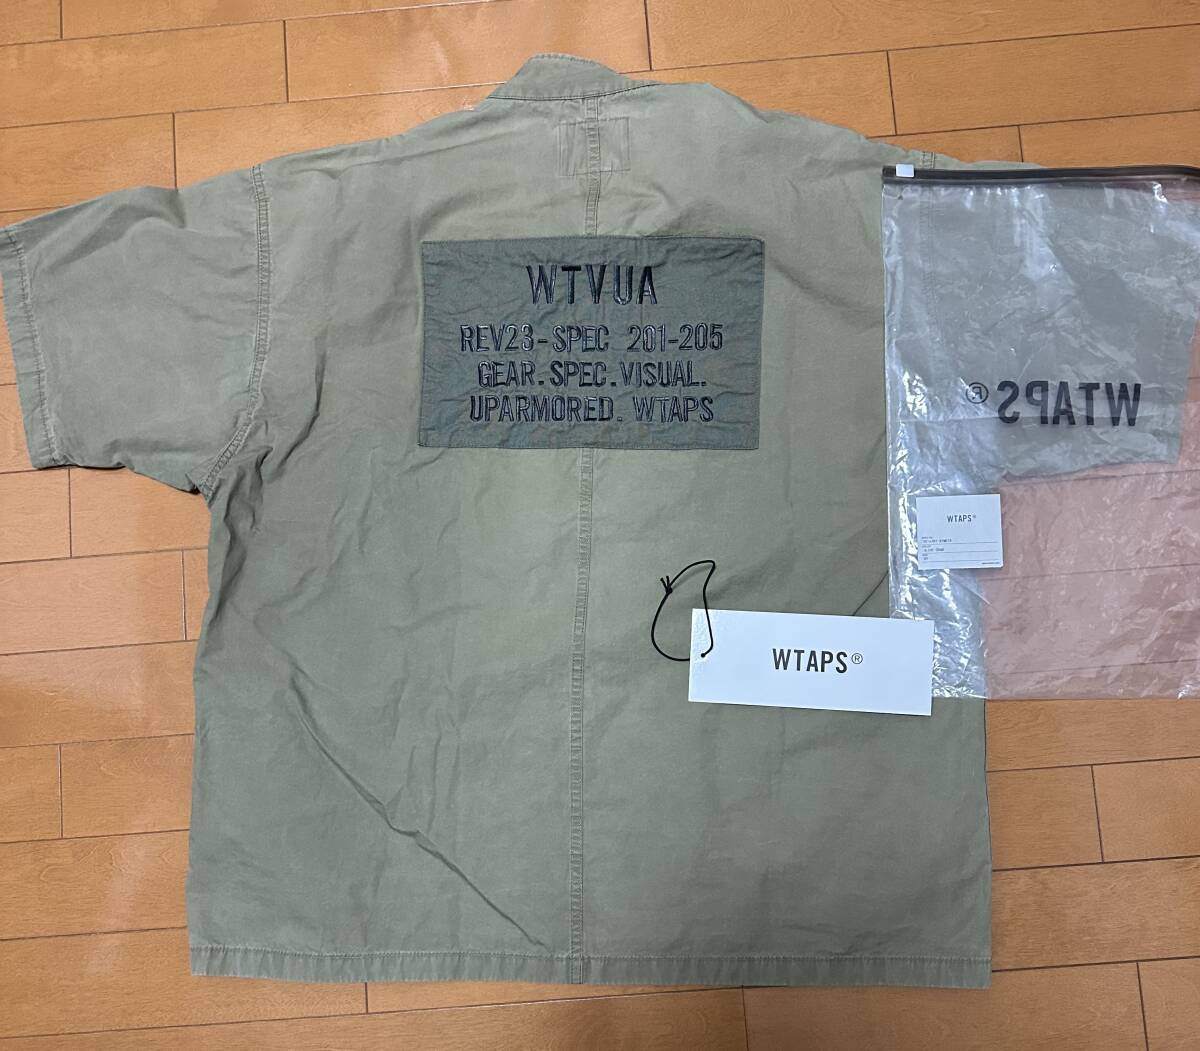 WTVUA
REV23-SPEC 201-205
GEAR.SPEC.VISUAL.
UPARMORED. WTAPS
WTAPS®
WTAPS®
WTAPS®